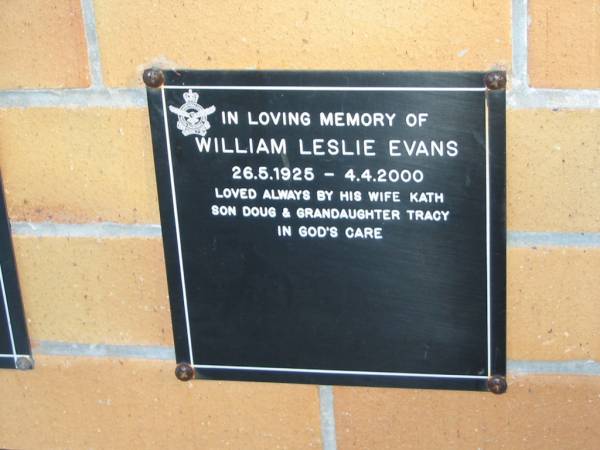 IN LOVING MEMORY OF
WILLIAM LESLIE EVANS
26.5.1925 - 4.4.2000
LOVED ALWAYS BY HIS WIFE KATH
SON DOUG & GRANDAUGHTER TRACY
IN GOD'S CARE